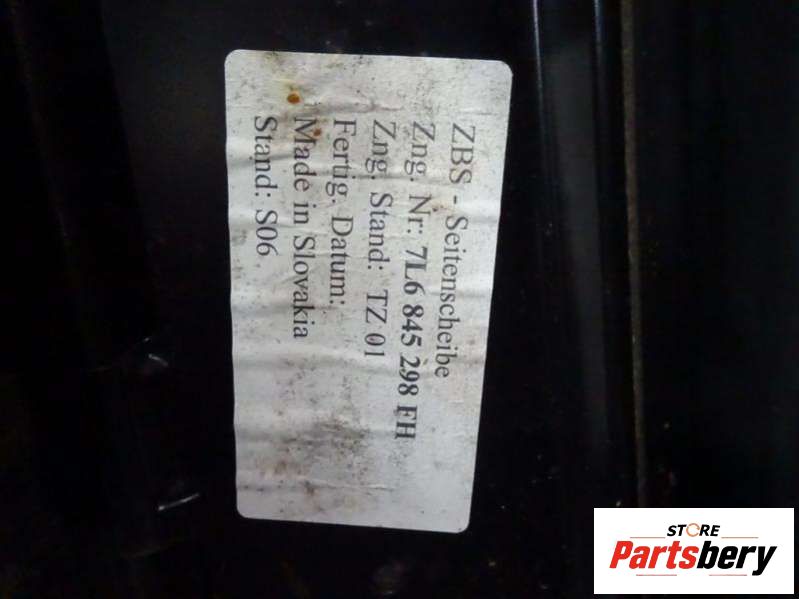 ZBS - Seitenscheibe
Zng. Nr: 7L6 845 298 FH
Zng. Stand: TZ 01
Fertig. Datum:
Made in Slovakia
Stand: S06
STORE
Partsbery